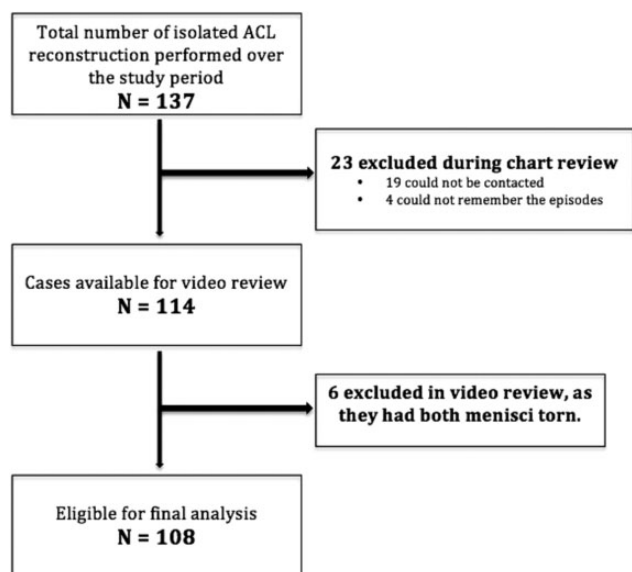 Total number of isolated ACL
reconstruction performed over
the study period
N = 137
23 excluded during chart review
• 19 could not be contacted
• 4 could not remember the episodes
Cases available for video review
N = 114
6 excluded in video review, as
they had both menisci torn.
Eligible for final analysis
N = 108